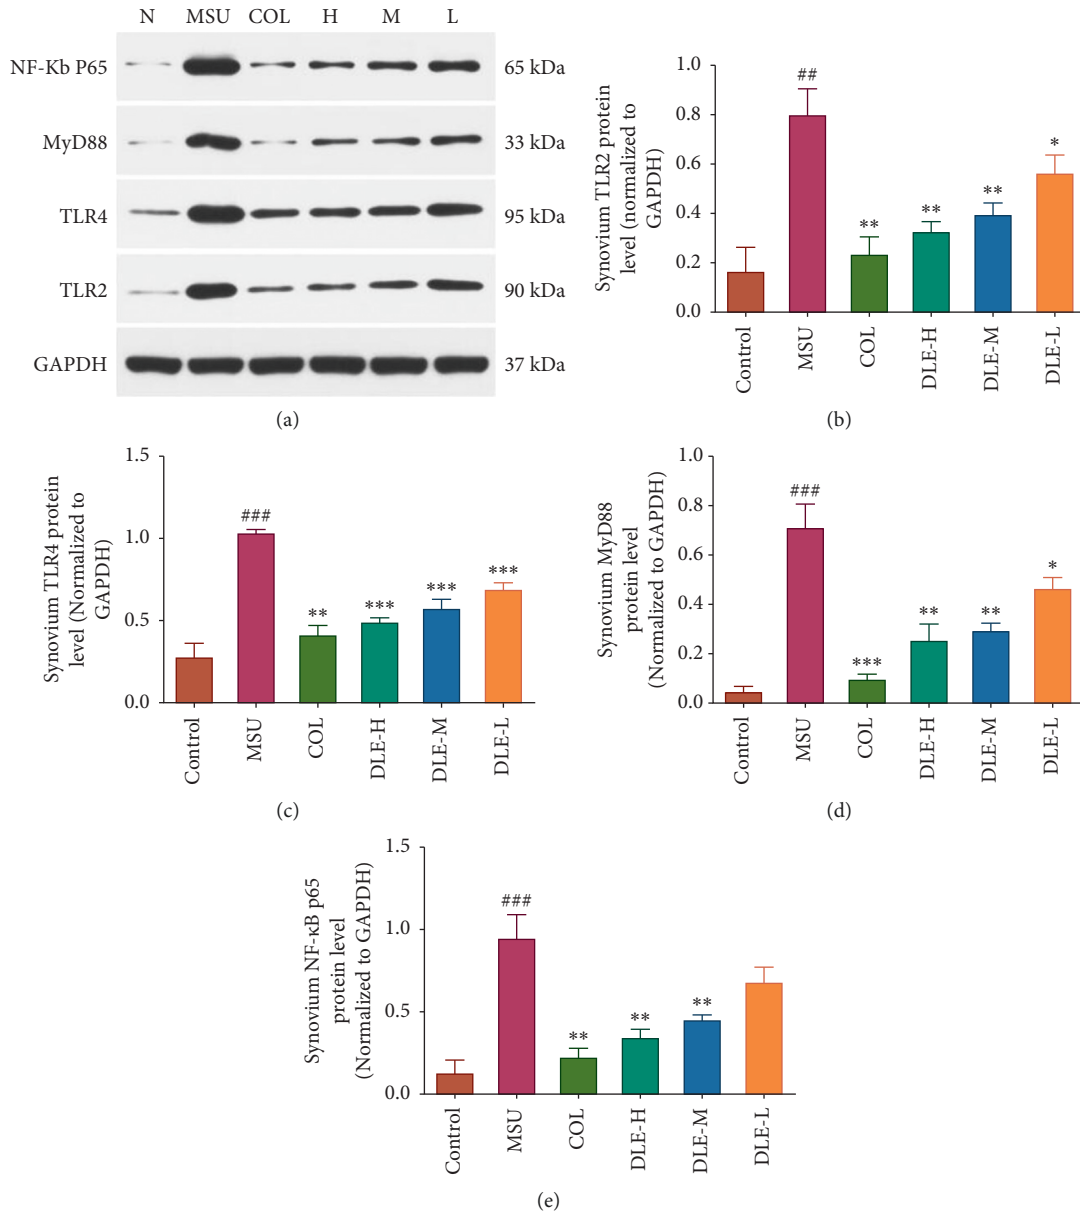 N MSU COL H M L
NF-Kb P65 65 kDa
MyD88 33 kDa
TLR4 95 kDa
TLR2 90 kDa
GAPDH 37 kDa
(a)
Synovium TLR2 protein
level (normalized to
GAPDH)
1.0
0.8
0.6
0.4
0.2
0.0
##
**
**
**
*
Control
MSU
COL
DLE-H
DLE-M
DLE-L
(b)
Synovium TLR4 protein
level (Normalized to
GAPDH)
1.5
1.0
0.5
0.0
###
**
***
***
***
Control
MSU
COL
DLE-H
DLE-M
DLE-L
(c)
Synovium MyD88
protein level
(Normalized to GAPDH)
1.0
0.8
0.6
0.4
0.2
0.0
###
***
**
**
*
Control
MSU
COL
DLE-H
DLE-M
DLE-L
(d)
Synovium NF-κB p65
protein level
(Normalized to GAPDH)
1.5
1.0
0.5
0.0
###
**
**
**
Control
MSU
COL
DLE-H
DLE-M
DLE-L
(e)